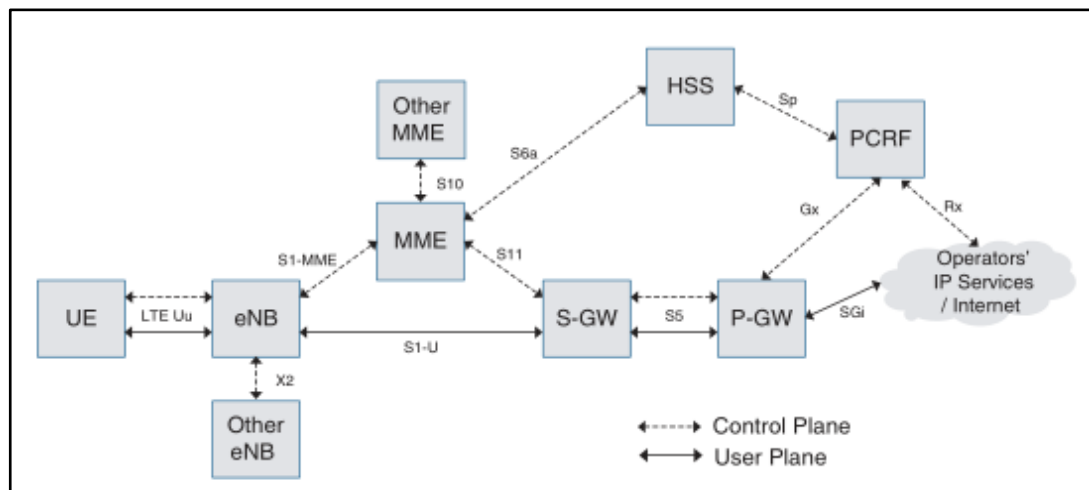 HSS
Sp
Other
MME
PCRF
S6a
S10
Gx
Rx
MME
S1-MME
S11
Operators'
IP Services
/ Internet
UE
LTE Uu
eNB
S-GW
S5
P-GW
SGi
S1-U
X2
Other
eNB
Control Plane
User Plane